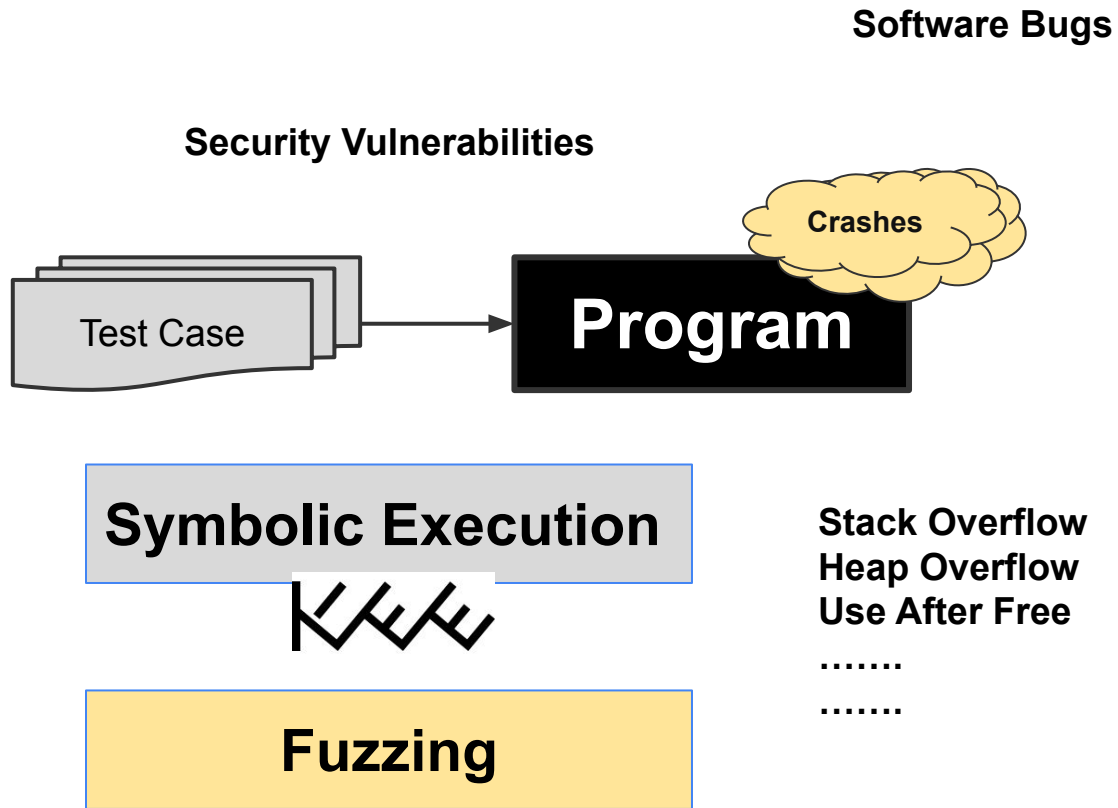 Software Bugs
Security Vulnerabilities
Crashes
Test Case
Program
Symbolic Execution
KLEE
Fuzzing
Stack Overflow
Heap Overflow
Use After Free
.......
.......